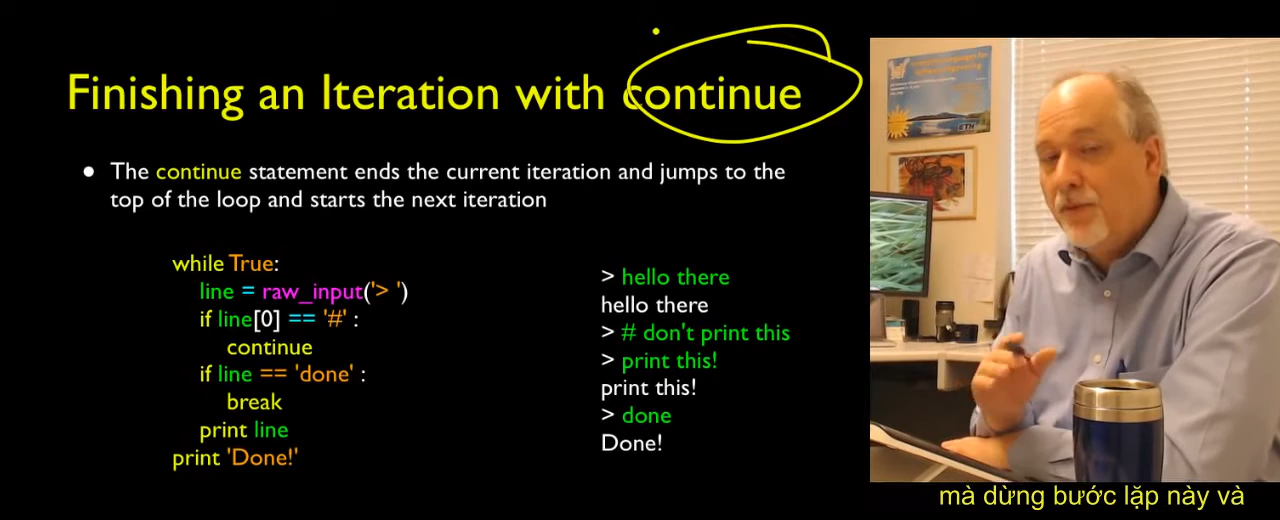 Finishing an Iteration with continue
● The continue statement ends the current iteration and jumps to the
top of the loop and starts the next iteration
while True:
line = raw_input('> ')
if line[0] == '#' :
continue
if line == 'done' :
break
print line
print 'Done!'
> hello there
hello there
> # don't print this
> print this!
print this!
> done
Done!
ETH
mà dừng bước lặp này và